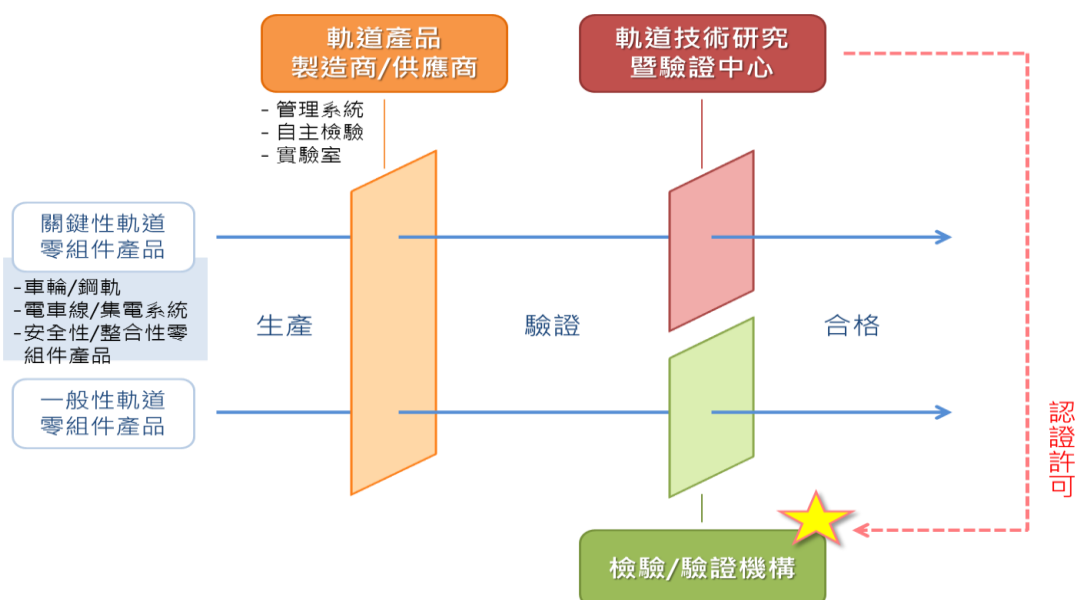 軌道產品
製造商/供應商
軌道技術研究
暨驗證中心
- 管理系統
- 自主檢驗
- 實驗室
關鍵性軌道
零組件產品
-車輪/鋼軌
-電車線/集電系統
-安全性/整合性零
組件產品
生產
驗證
合格
一般性軌道
零組件產品
認證許可
檢驗/驗證機構